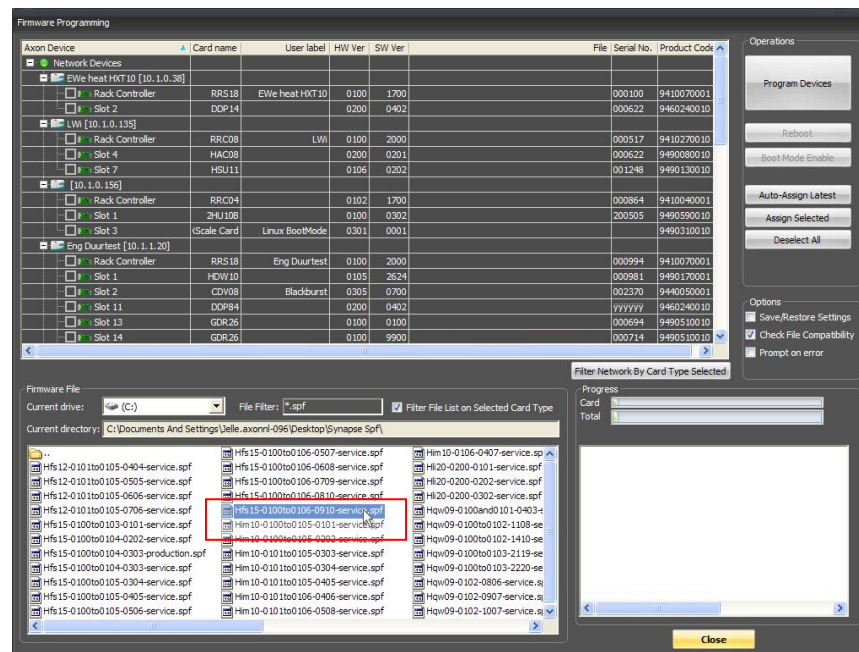 Firmware Programming
Axon Device Card name User label HW Ver SW Ver File Serial No. Product Code
Network Devices
EWe heat HXT10 [10.1.0.38]
Rack Controller RRS18 EWe heat HXT10 0100 1700 000100 9410070001
Slot 2 DDP14 0200 0402 000622 9460240010
LWi [10.1.0.135]
Rack Controller RRC08 LWi 0100 2000 000517 9410270010
Slot 4 HAC08 0200 0201 000622 9490080010
Slot 7 HSU11 0106 0202 001248 9490130010
[10.1.0.156]
Rack Controller RRC04 0102 1700 000864 9410040001
Slot 1 2HU10B 0100 0302 200505 9490590010
Slot 3 (Scale Card Linux BootMode 0301 0001 9490310010
Eng Duurtest [10.1.1.20]
Rack Controller RRS18 Eng Duurtest 0100 2000 000994 9410070001
Slot 1 HDW10 0105 2624 000981 9490170001
Slot 2 CDV08 Blackburst 0305 0700 002370 9440050001
Slot 11 DDP84 0200 0402 ÿÿÿÿÿÿ 9460240010
Slot 13 GDR26 0100 0100 000694 9490510010
Slot 14 GDR26 0100 9900 000714 9490510010
Operations
Program Devices
Reboot
Boot Mode Enable
Auto-Assign Latest
Assign Selected
Deselect All
Options
Save/Restore Settings
Check File Compatibility
Prompt on error
Filter Network By Card Type Selected
Firmware File
Current drive: (C:) File Filter: *.spf Filter File List on Selected Card Type
Current directory: C:\Documents And Settings\Jelle.axonnl-096\Desktop\Synapse Spf\
.. Hfs15-0100to0106-0507-service.spf Him10-0106-0407-service.sp
Hfs12-0101to0105-0404-service.spf Hfs15-0100to0106-0608-service.spf Hli20-0200-0101-service.spf
Hfs12-0101to0105-0505-service.spf Hfs15-0100to0106-0709-service.spf Hli20-0200-0202-service.spf
Hfs12-0101to0105-0606-service.spf Hfs15-0100to0106-0810-service.spf Hli20-0200-0302-service.spf
Hfs12-0101to0105-0706-service.spf Hfs15-0100to0106-0910-service.spf Hqw09-0100and0101-0403-s
Hfs15-0100to0103-0101-service.spf Him10-0100to0105-0101-service.spf Hqw09-0100to0102-1108-se
Hfs15-0100to0104-0202-service.spf Him10-0100to0105-0202-service.spf Hqw09-0100to0102-1410-se
Hfs15-0100to0104-0303-production.spf Him10-0101to0105-0303-service.spf Hqw09-0100to0103-2119-se
Hfs15-0100to0104-0303-service.spf Him10-0101to0105-0304-service.spf Hqw09-0100to0103-2220-se
Hfs15-0100to0105-0304-service.spf Him10-0101to0105-0405-service.spf Hqw09-0102-0806-service.s
Hfs15-0100to0105-0405-service.spf Him10-0101to0106-0406-service.spf Hqw09-0102-0907-service.s
Hfs15-0100to0105-0506-service.spf Him10-0101to0106-0508-service.spf Hqw09-0102-1007-service.s
Progress
Card
Total
Close